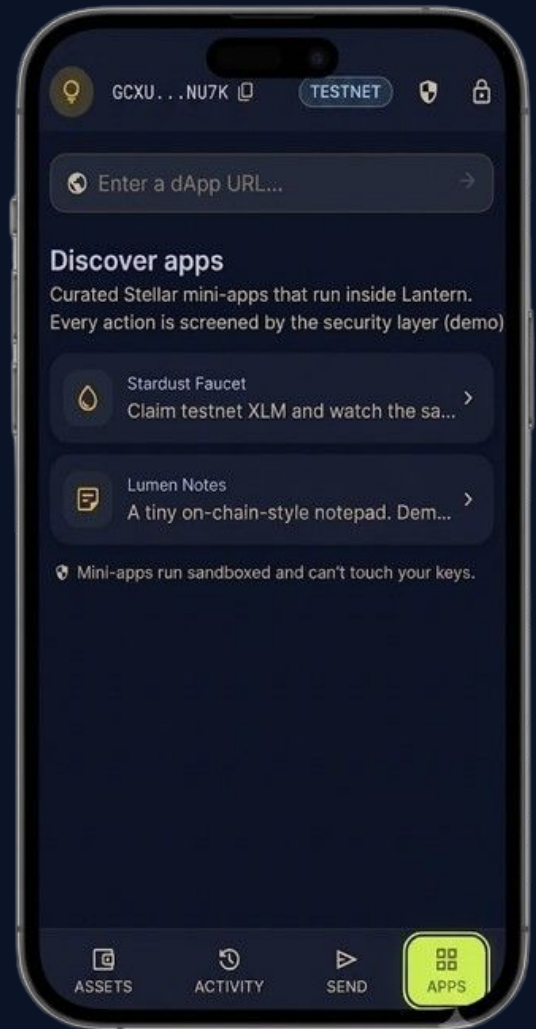 GCXU...NU7K
TESTNET
Enter a dApp URL...
Discover apps
Curated Stellar mini-apps that run inside Lantern.
Every action is screened by the security layer (demo)
Stardust Faucet
Claim testnet XLM and watch the sa...
Lumen Notes
A tiny on-chain-style notepad. Dem...
Mini-apps run sandboxed and can't touch your keys.
ASSETS
ACTIVITY
SEND
APPS